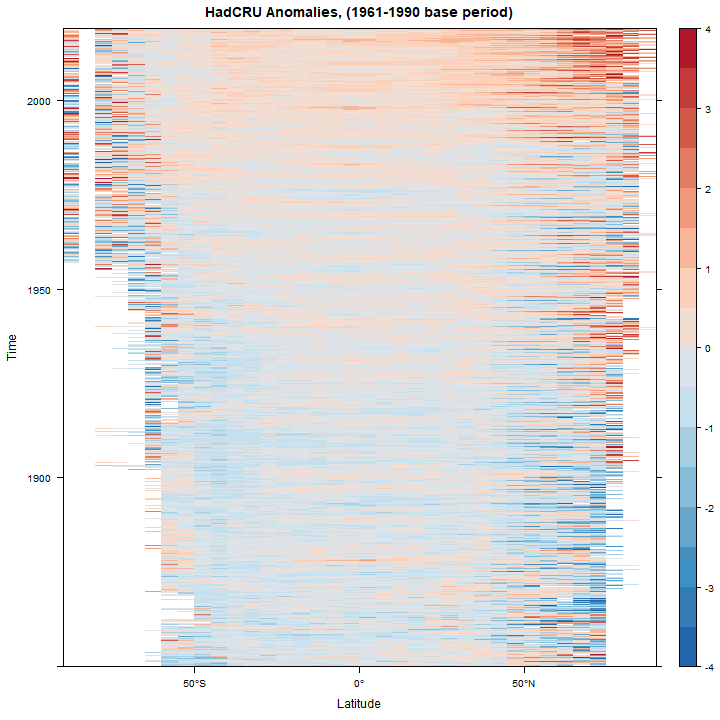 HadCRU Anomalies, (1961-1990 base period)
4
3
2
1
0
-1
-2
-3
-4
2000
1950
1900
Time
50°S
0°
50°N
Latitude